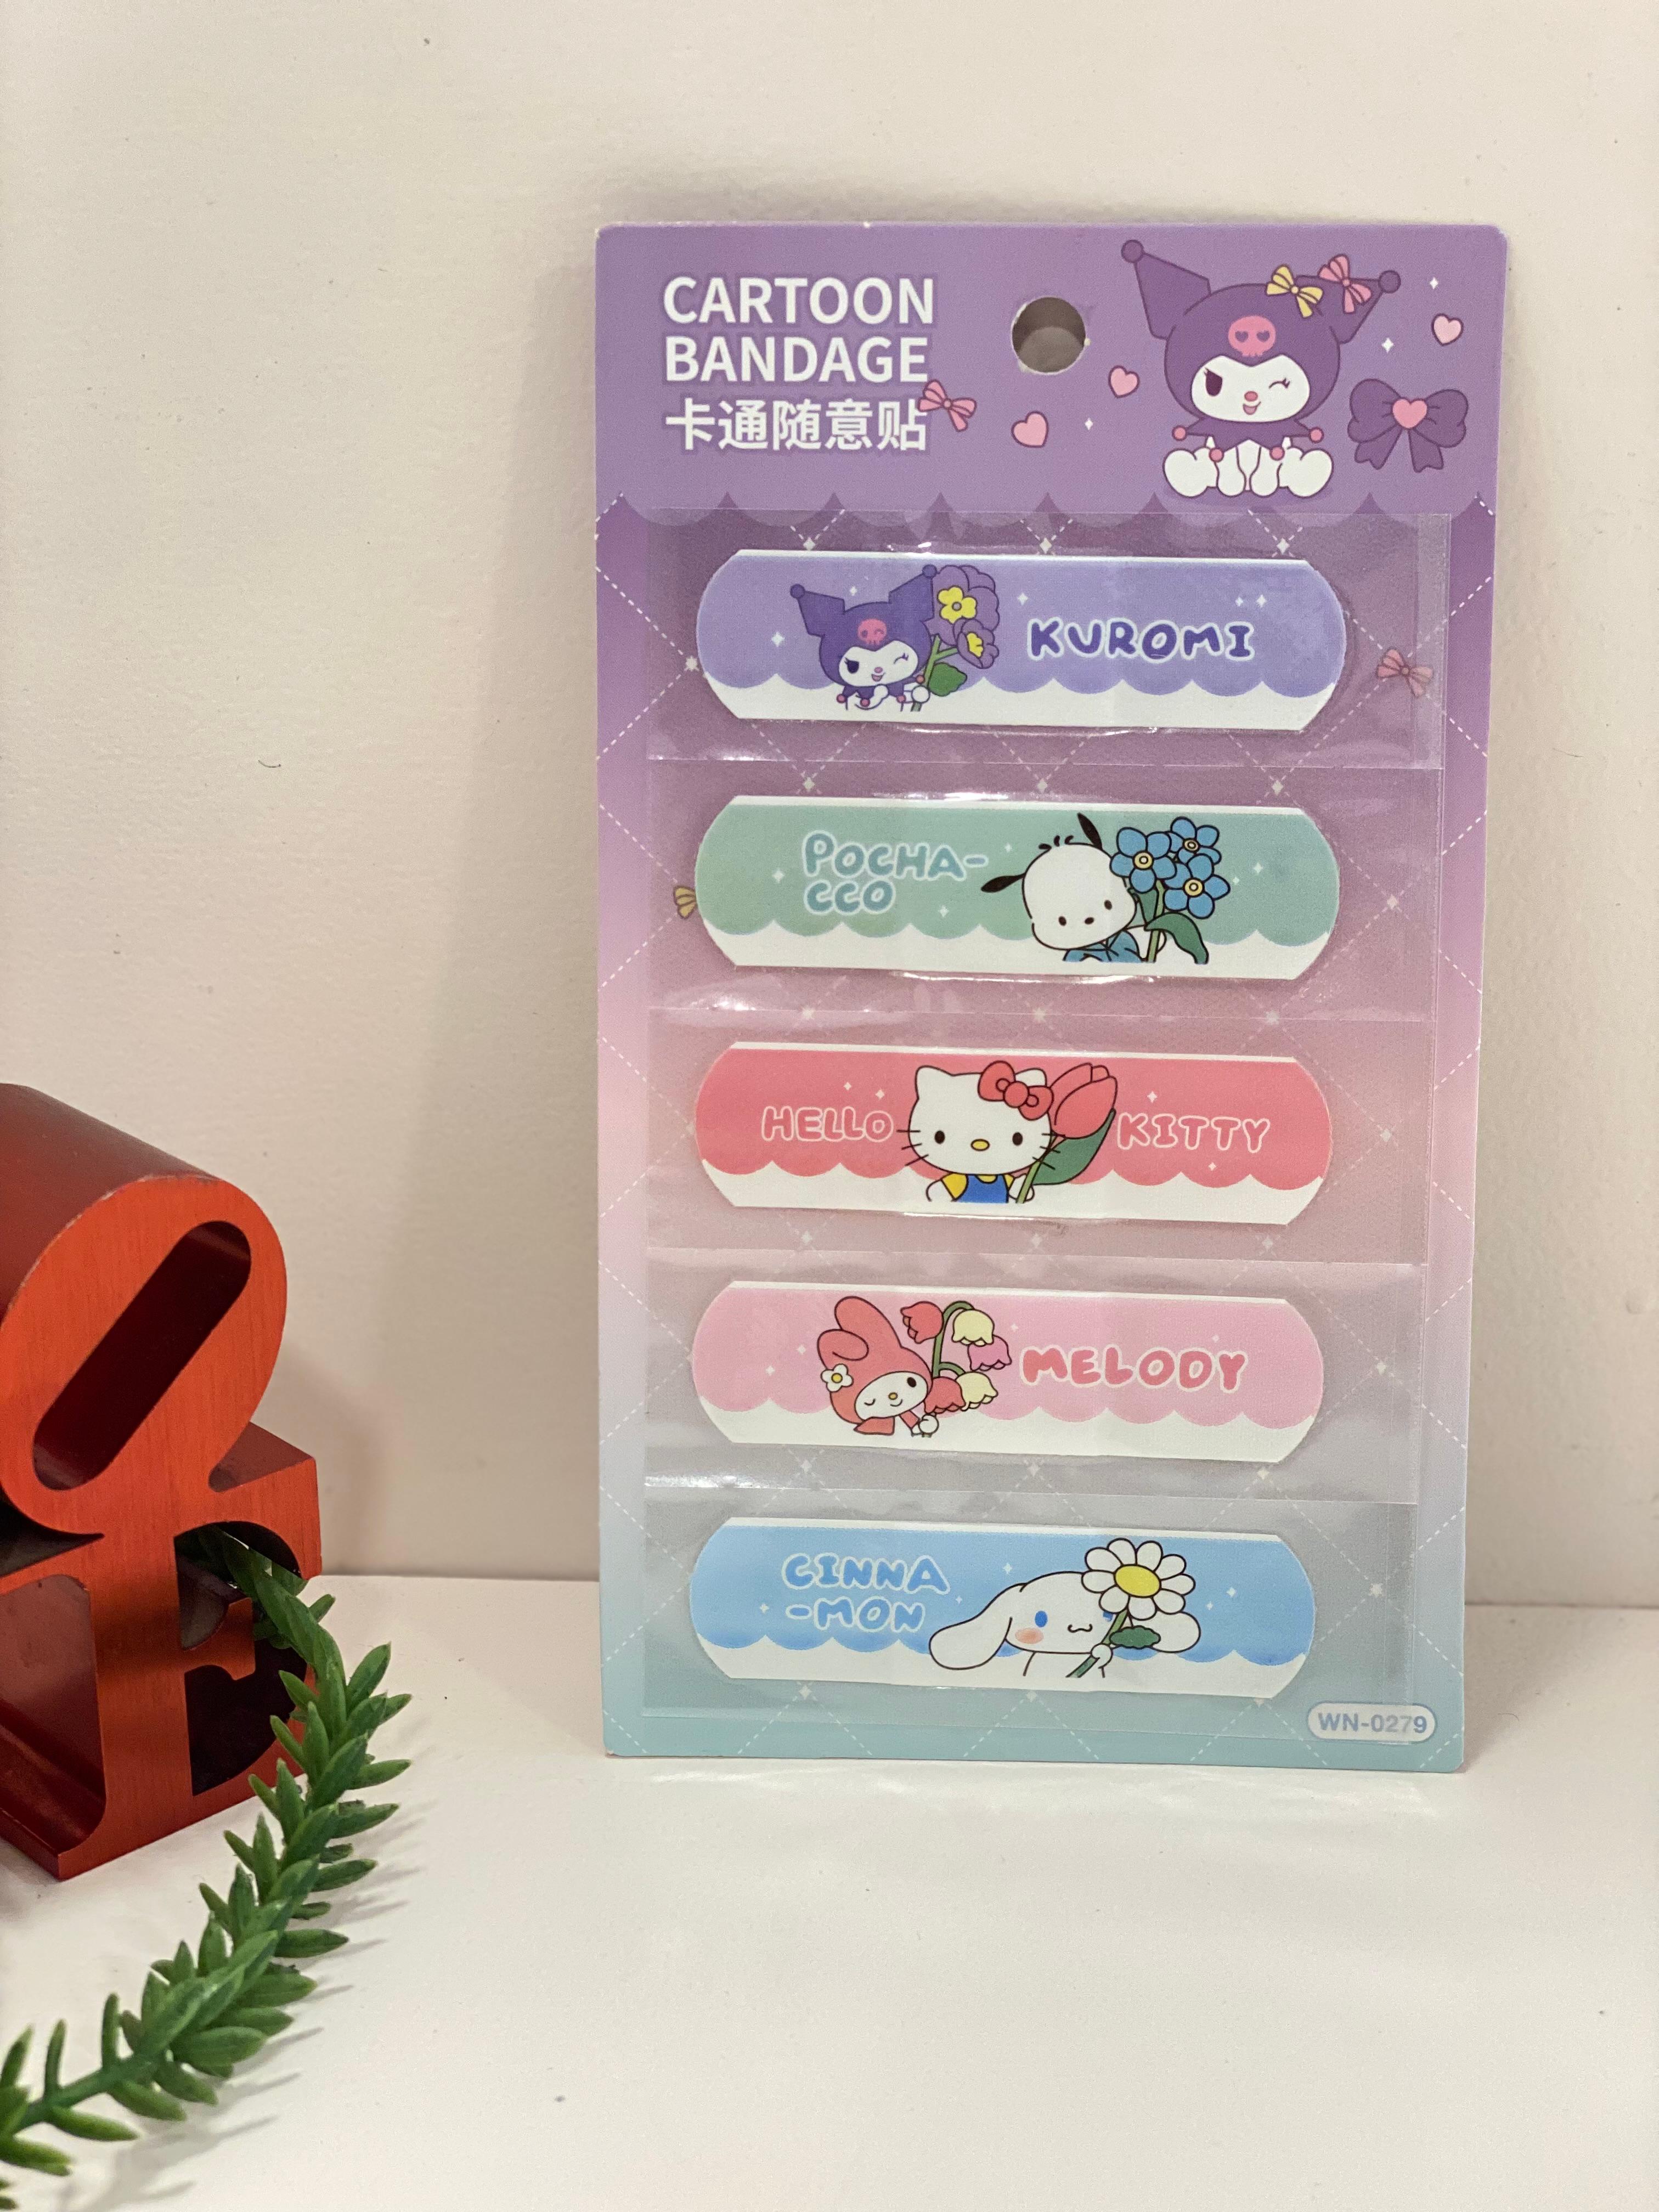 CARTOON
BANDAGE
卡通随意贴
KUROMI
POCHA-
CCO
HELLO KITTY
MELODY
CINNA
-MON
WN-0279